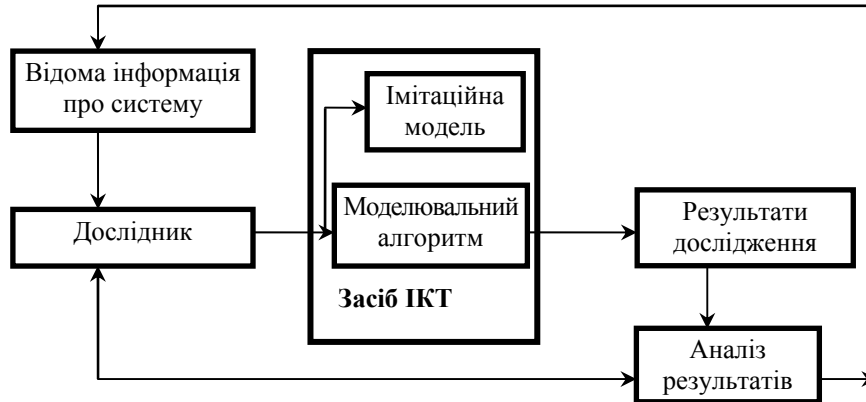 Відома інформація
про систему
Імітаційна
модель
Дослідник
Моделювальний
алгоритм
Результати
дослідження
Засіб ІКТ
Аналіз
результатів